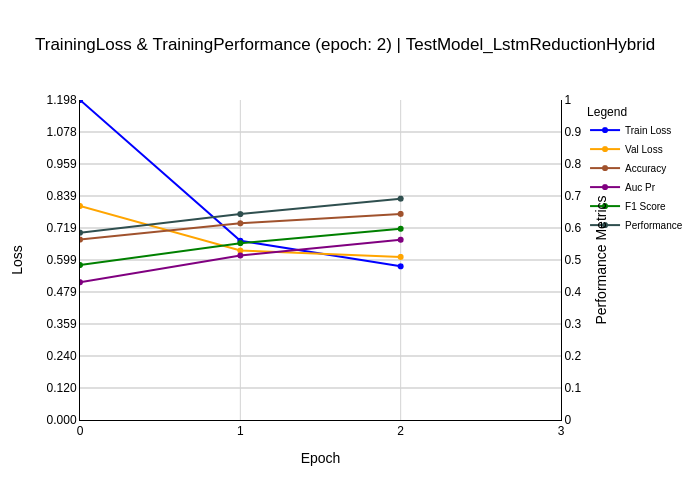 TrainingLoss & TrainingPerformance (epoch: 2) | TestModel_LstmReductionHybrid
1.198
1.078
0.959
0.839
0.719
0.599
0.479
0.359
0.240
0.120
0.000
Loss
0
1
2
3
Epoch
1
0.9
0.8
0.7
0.6
0.5
0.4
0.3
0.2
0.1
0
Performance Metrics
Legend
Train Loss
Val Loss
Accuracy
Auc Pr
F1 Score
Performance